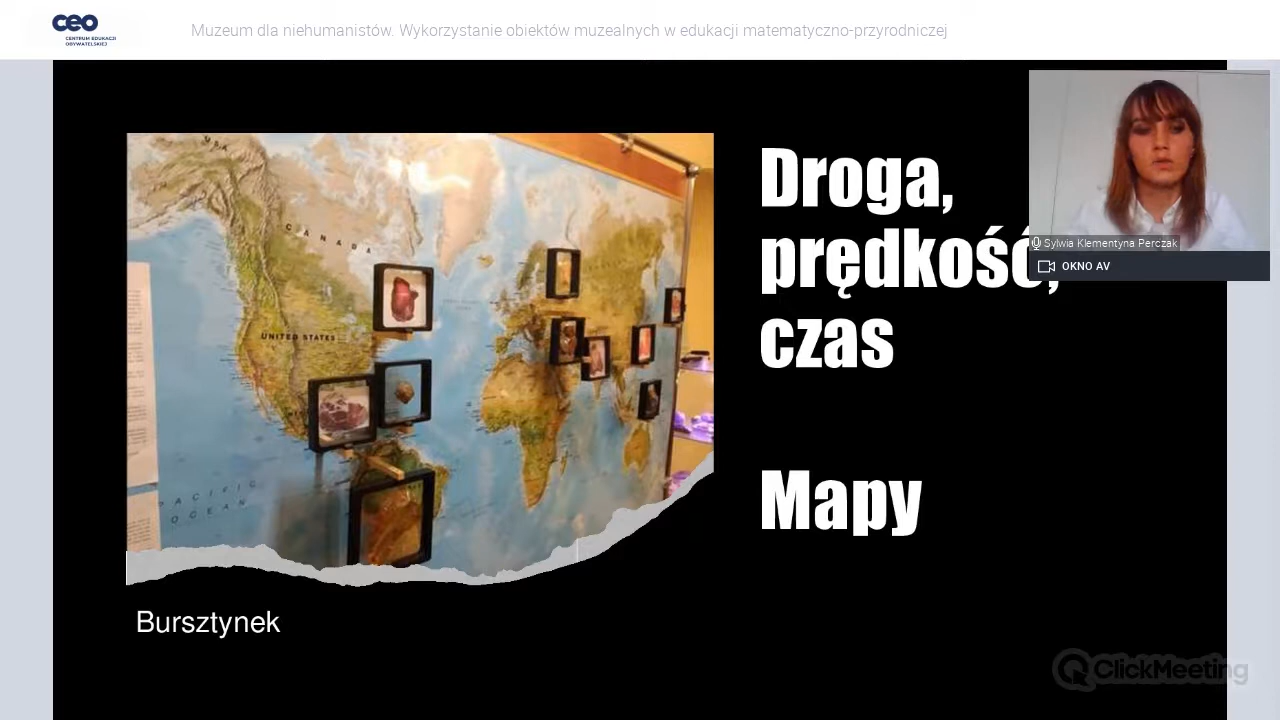 ceo
CENTRUM EDUKACJI
OBYWATELSKIEJ
Muzeum dla niehumanistów. Wykorzystanie obiektów muzealnych w edukacji matematyczno-przyrodniczej
USA
CANADA
UNITED STATES
PACIFIC
OCEAN
Droga,
prędkość,
czas
Mapy
Sylwia Klementyna Perczak
OKNO AV
Bursztynek
ClickMeeting